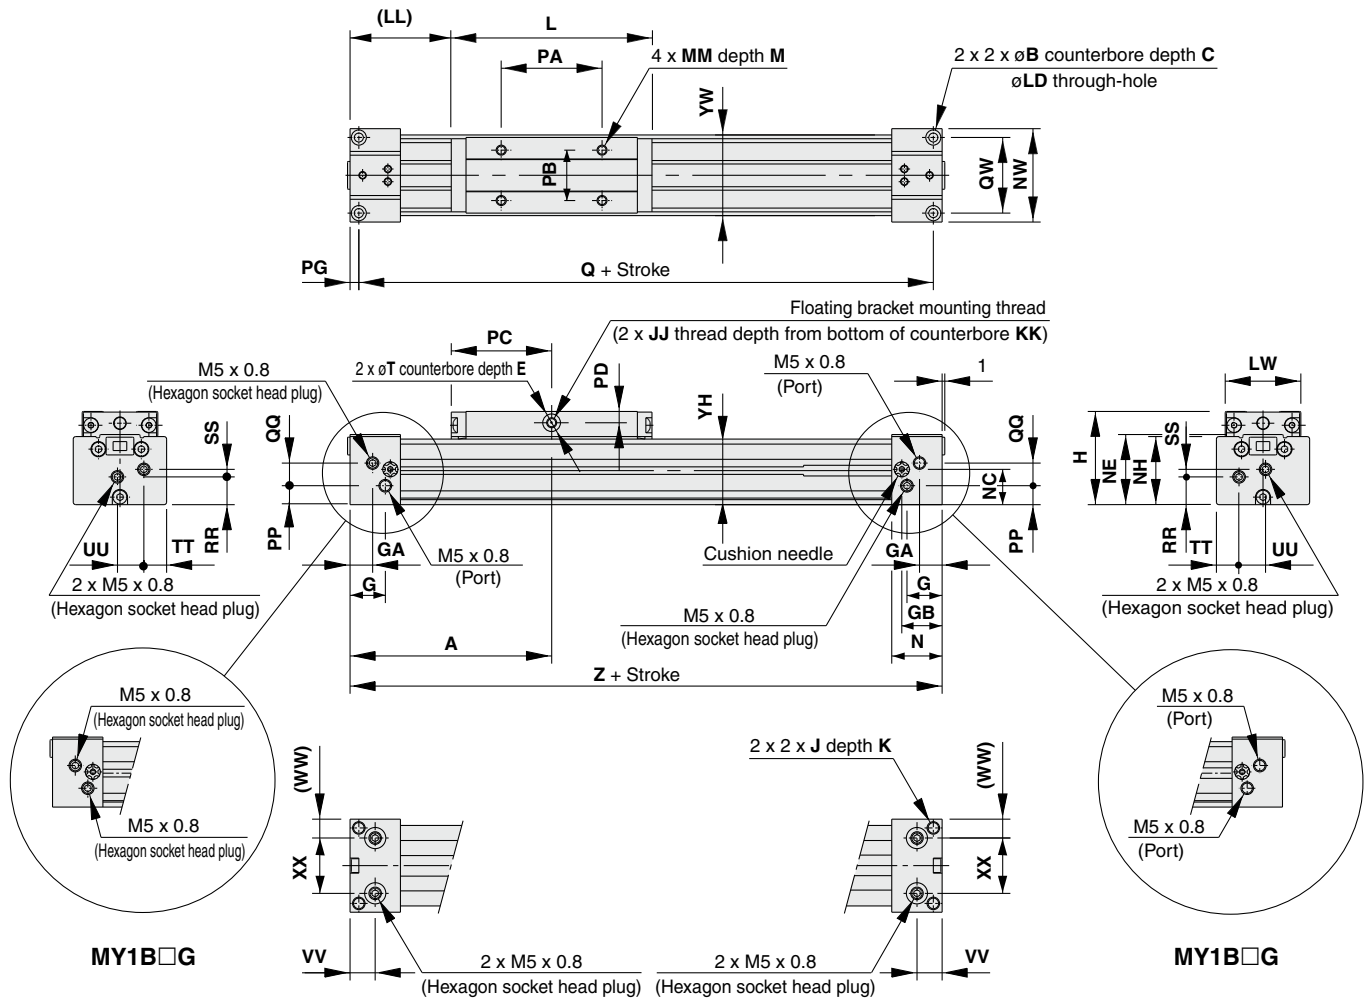 (LL)
L
PA
4 x MM depth M
2 x 2 x øB counterbore depth C
øLD through-hole
YW
PB
QW
NW
PG
Q + Stroke
Floating bracket mounting thread
(2 x JJ thread depth from bottom of counterbore KK)
PC
2 x øT counterbore depth E
PD
M5 x 0.8
(Hexagon socket head plug)
M5 x 0.8
(Port)
1
LW
YH
SS
QQ
QQ
SS
H
NE
NH
NC
RR
PP
PP
RR
UU
TT
GA
M5 x 0.8
(Port)
Cushion needle
GA
TT
UU
2 x M5 x 0.8
(Hexagon socket head plug)
G
G
2 x M5 x 0.8
(Hexagon socket head plug)
M5 x 0.8
(Hexagon socket head plug)
GB
A
N
Z + Stroke
M5 x 0.8
(Hexagon socket head plug)
M5 x 0.8
(Port)
(WW)
2 x 2 x J depth K
(WW)
M5 x 0.8
(Hexagon socket head plug)
M5 x 0.8
(Port)
XX
XX
MY1B□G
VV
2 x M5 x 0.8
(Hexagon socket head plug)
2 x M5 x 0.8
(Hexagon socket head plug)
VV
MY1B□G